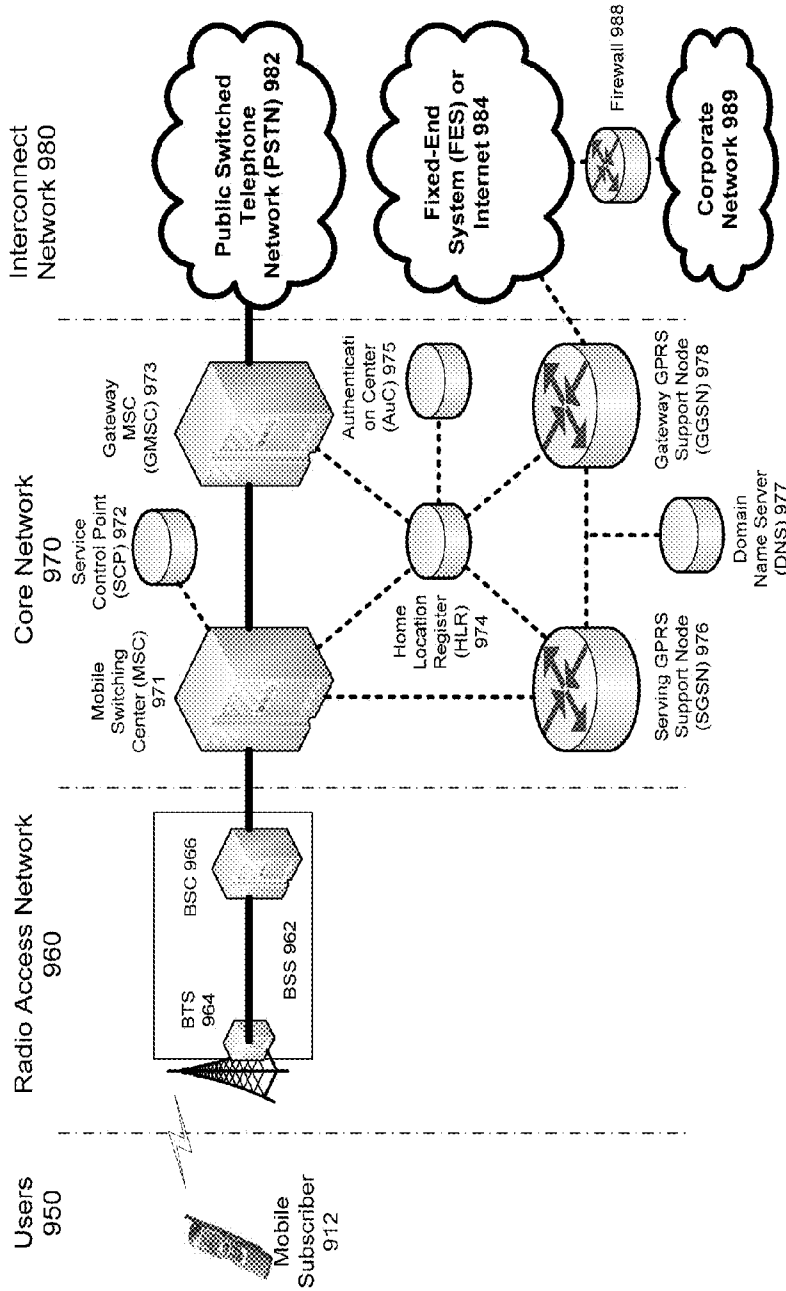 Users
950
Radio Access Network
960
Core Network
970
Interconnect
Network 980
Mobile
Subscriber
912
BTS
964
BSC 966
BSS 962
Mobile
Switching
Center (MSC)
971
Service
Control Point
(SCP) 972
Gateway
MSC
(GMSC) 973
Public Switched
Telephone
Network (PSTN) 982
Home
Location
Register
(HLR)
974
Authenticati
on Center
(AuC) 975
Fixed-End
System (FES) or
Internet 984
Firewall 988
Serving GPRS
Support Node
(SGSN) 976
Gateway GPRS
Support Node
(GGSN) 978
Domain
Name Server
(DNS) 977
Corporate
Network 989